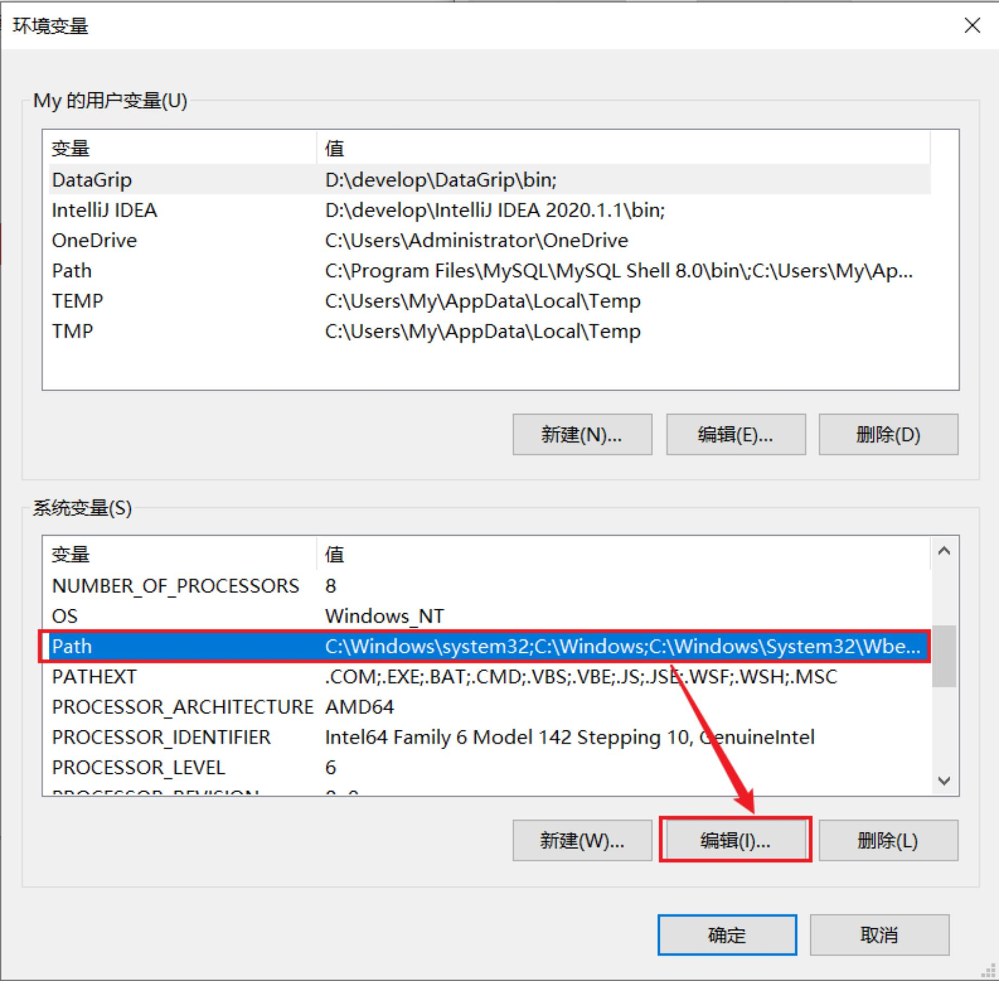 环境变量
My 的用户变量(U)
变量 值
DataGrip D:\develop\DataGrip\bin;
IntelliJ IDEA D:\develop\IntelliJ IDEA 2020.1.1\bin;
OneDrive C:\Users\Administrator\OneDrive
Path C:\Program Files\MySQL\MySQL Shell 8.0\bin\;C:\Users\My\Ap...
TEMP C:\Users\My\AppData\Local\Temp
TMP C:\Users\My\AppData\Local\Temp
新建(N)... 编辑(E)... 删除(D)
系统变量(S)
变量 值
NUMBER_OF_PROCESSORS 8
OS Windows_NT
Path C:\Windows\system32;C:\Windows;C:\Windows\System32\Wbe...
PATHEXT .COM;.EXE;.BAT;.CMD;.VBS;.VBE;.JS;.JSE;.WSF;.WSH;.MSC
PROCESSOR_ARCHITECTURE AMD64
PROCESSOR_IDENTIFIER Intel64 Family 6 Model 142 Stepping 10, GenuineIntel
PROCESSOR_LEVEL 6
PROCESSOR_REVISION
新建(W)... 编辑(I)... 删除(L)
确定 取消